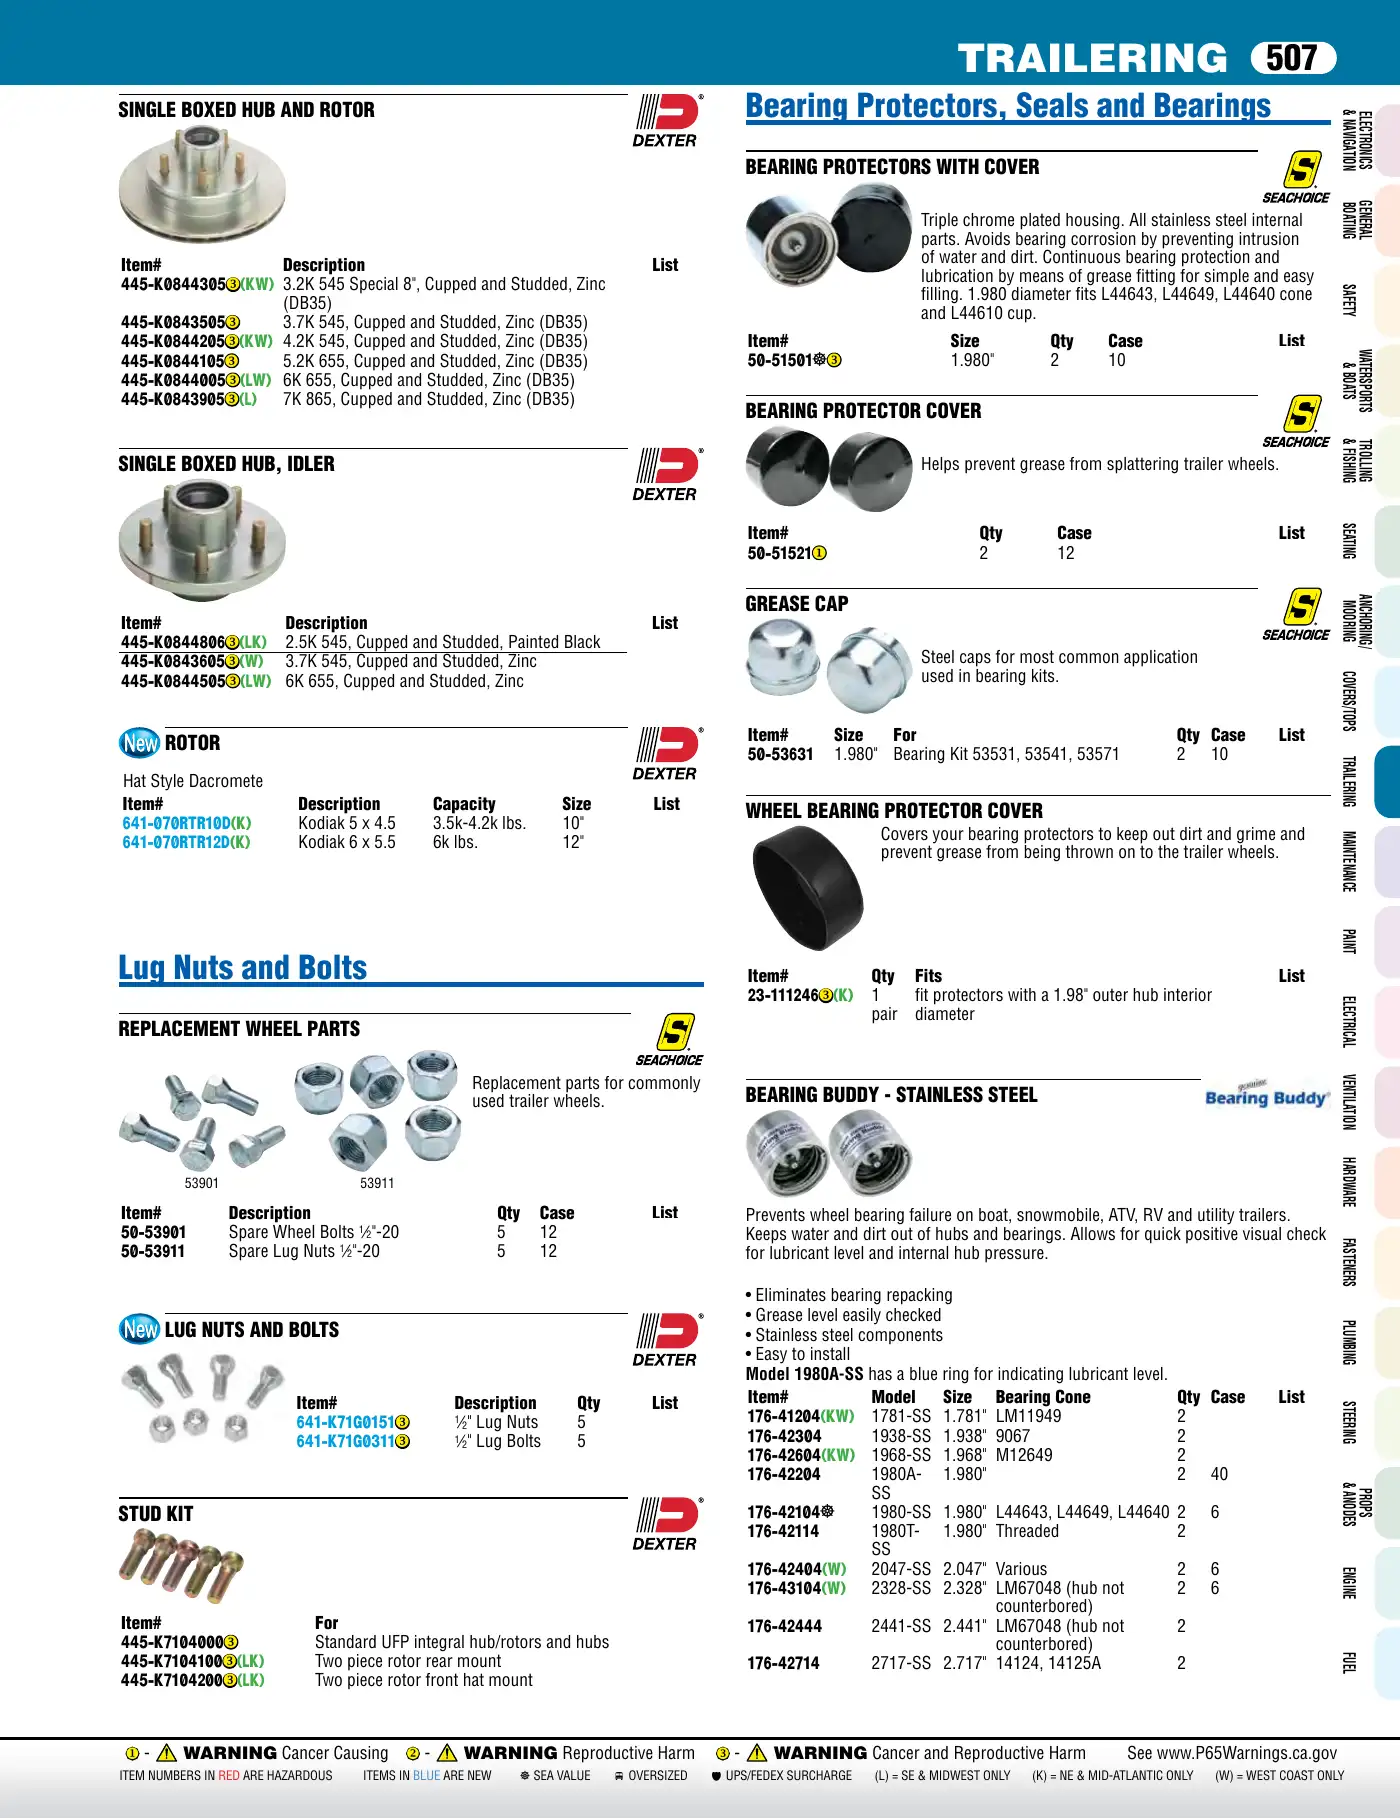 TRAILERING 507
SINGLE BOXED HUB AND ROTOR
DEXTER
Item# Description List
445-K0844305③(KW) 3.2K 545 Special 8", Cupped and Studded, Zinc
(DB35)
445-K0843505③ 3.7K 545, Cupped and Studded, Zinc (DB35)
445-K0844205③(KW) 4.2K 545, Cupped and Studded, Zinc (DB35)
445-K0844105③ 5.2K 655, Cupped and Studded, Zinc (DB35)
445-K0844005③(LW) 6K 655, Cupped and Studded, Zinc (DB35)
445-K0843905③(L) 7K 865, Cupped and Studded, Zinc (DB35)
SINGLE BOXED HUB, IDLER
DEXTER
Item# Description List
445-K0844806③(LK) 2.5K 545, Cupped and Studded, Painted Black
445-K0843605③(W) 3.7K 545, Cupped and Studded, Zinc
445-K0844505③(LW) 6K 655, Cupped and Studded, Zinc
New ROTOR
DEXTER
Hat Style Dacromete
Item# Description Capacity Size List
641-070RTR10D(K) Kodiak 5 x 4.5 3.5k-4.2k lbs. 10"
641-070RTR12D(K) Kodiak 6 x 5.5 6k lbs. 12"
Lug Nuts and Bolts
REPLACEMENT WHEEL PARTS
SEACHOICE
Replacement parts for commonly
used trailer wheels.
53901 53911
Item# Description Qty Case List
50-53901 Spare Wheel Bolts ½"-20 5 12
50-53911 Spare Lug Nuts ½"-20 5 12
New LUG NUTS AND BOLTS
DEXTER
Item# Description Qty List
641-K71G0151③ ½" Lug Nuts 5
641-K71G0311③ ½" Lug Bolts 5
STUD KIT
DEXTER
Item# For
445-K7104000③ Standard UFP integral hub/rotors and hubs
445-K7104100③(LK) Two piece rotor rear mount
445-K7104200③(LK) Two piece rotor front hat mount
Bearing Protectors, Seals and Bearings
BEARING PROTECTORS WITH COVER
SEACHOICE
Triple chrome plated housing. All stainless steel internal
parts. Avoids bearing corrosion by preventing intrusion
of water and dirt. Continuous bearing protection and
lubrication by means of grease fitting for simple and easy
filling. 1.980 diameter fits L44643, L44649, L44640 cone
and L44610 cup.
Item# Size Qty Case List
50-51501☸③ 1.980" 2 10
BEARING PROTECTOR COVER
SEACHOICE
Helps prevent grease from splattering trailer wheels.
Item# Qty Case List
50-51521① 2 12
GREASE CAP
SEACHOICE
Steel caps for most common application
used in bearing kits.
Item# Size For Qty Case List
50-53631 1.980" Bearing Kit 53531, 53541, 53571 2 10
WHEEL BEARING PROTECTOR COVER
Covers your bearing protectors to keep out dirt and grime and
prevent grease from being thrown on to the trailer wheels.
Item# Qty Fits List
23-111246③(K) 1 fit protectors with a 1.98" outer hub interior
pair diameter
BEARING BUDDY - STAINLESS STEEL
genuine
Bearing Buddy®
Prevents wheel bearing failure on boat, snowmobile, ATV, RV and utility trailers.
Keeps water and dirt out of hubs and bearings. Allows for quick positive visual check
for lubricant level and internal hub pressure.
• Eliminates bearing repacking
• Grease level easily checked
• Stainless steel components
• Easy to install
Model 1980A-SS has a blue ring for indicating lubricant level.
Item# Model Size Bearing Cone Qty Case List
176-41204(KW) 1781-SS 1.781" LM11949 2
176-42304 1938-SS 1.938" 9067 2
176-42604(KW) 1968-SS 1.968" M12649 2
176-42204 1980A- 1.980" 2 40
SS
176-42104☸ 1980-SS 1.980" L44643, L44649, L44640 2 6
176-42114 1980T- 1.980" Threaded 2
SS
176-42404(W) 2047-SS 2.047" Various 2 6
176-43104(W) 2328-SS 2.328" LM67048 (hub not 2 6
counterbored)
176-42444 2441-SS 2.441" LM67048 (hub not 2
counterbored)
176-42714 2717-SS 2.717" 14124, 14125A 2
ELECTRONICS
& NAVIGATION
GENERAL
BOATING
SAFETY
WATERSPORTS
& BOATS
TROLLING
& FISHING
SEATING
ANCHORING/
MOORING
COVERS/TOPS
TRAILERING
MAINTENANCE
PAINT
ELECTRICAL
VENTILATION
HARDWARE
FASTENERS
PLUMBING
STEERING
PROPS
& ANODES
ENGINE
FUEL
① - ⚠ WARNING Cancer Causing ② - ⚠ WARNING Reproductive Harm ③ - ⚠ WARNING Cancer and Reproductive Harm See www.P65Warnings.ca.gov
ITEM NUMBERS IN RED ARE HAZARDOUS ITEMS IN BLUE ARE NEW ☸ SEA VALUE OVERSIZED UPS/FEDEX SURCHARGE (L) = SE & MIDWEST ONLY (K) = NE & MID-ATLANTIC ONLY (W) = WEST COAST ONLY